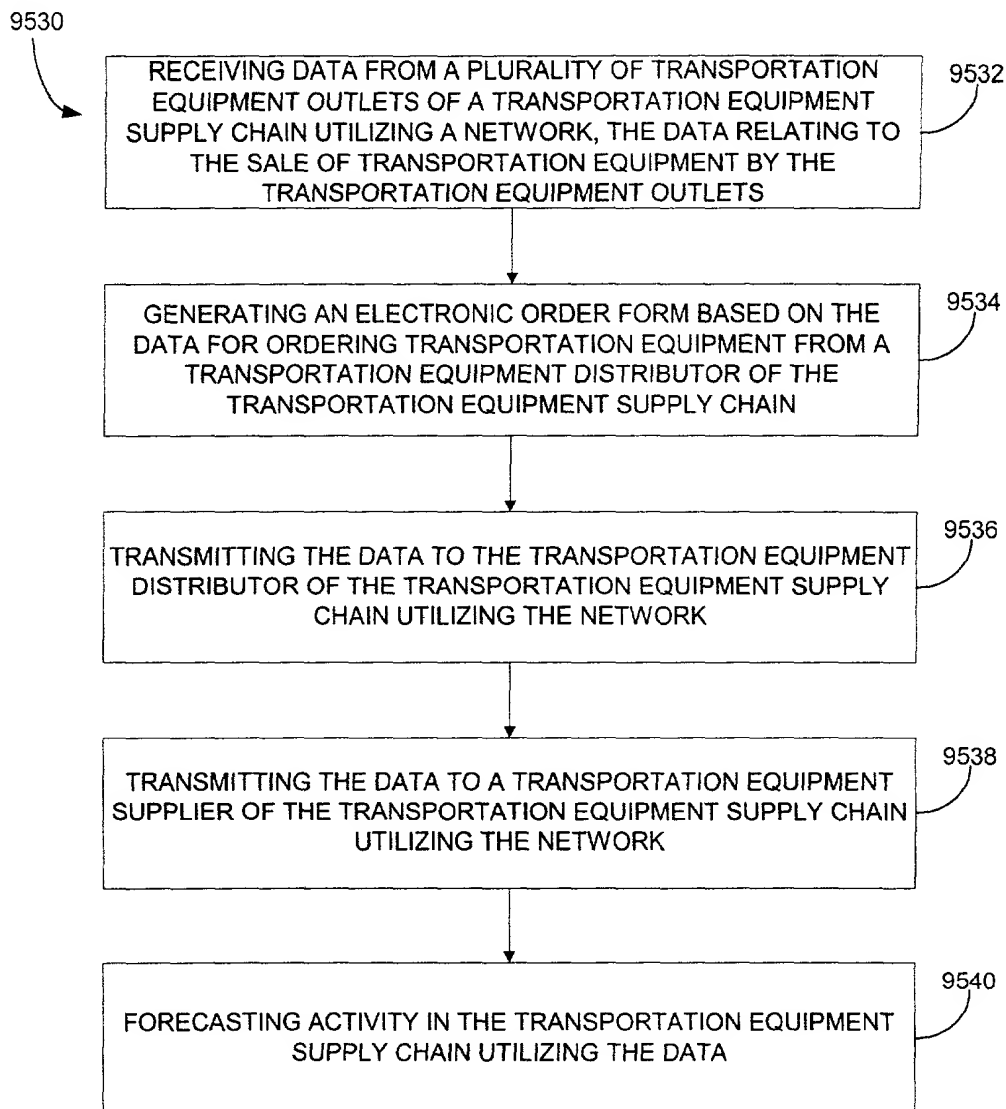 9530
RECEIVING DATA FROM A PLURALITY OF TRANSPORTATION
EQUIPMENT OUTLETS OF A TRANSPORTATION EQUIPMENT
SUPPLY CHAIN UTILIZING A NETWORK, THE DATA RELATING TO
THE SALE OF TRANSPORTATION EQUIPMENT BY THE
TRANSPORTATION EQUIPMENT OUTLETS
9532
GENERATING AN ELECTRONIC ORDER FORM BASED ON THE
DATA FOR ORDERING TRANSPORTATION EQUIPMENT FROM A
TRANSPORTATION EQUIPMENT DISTRIBUTOR OF THE
TRANSPORTATION EQUIPMENT SUPPLY CHAIN
9534
TRANSMITTING THE DATA TO THE TRANSPORTATION EQUIPMENT
DISTRIBUTOR OF THE TRANSPORTATION EQUIPMENT SUPPLY
CHAIN UTILIZING THE NETWORK
9536
TRANSMITTING THE DATA TO A TRANSPORTATION EQUIPMENT
SUPPLIER OF THE TRANSPORTATION EQUIPMENT SUPPLY CHAIN
UTILIZING THE NETWORK
9538
FORECASTING ACTIVITY IN THE TRANSPORTATION EQUIPMENT
SUPPLY CHAIN UTILIZING THE DATA
9540